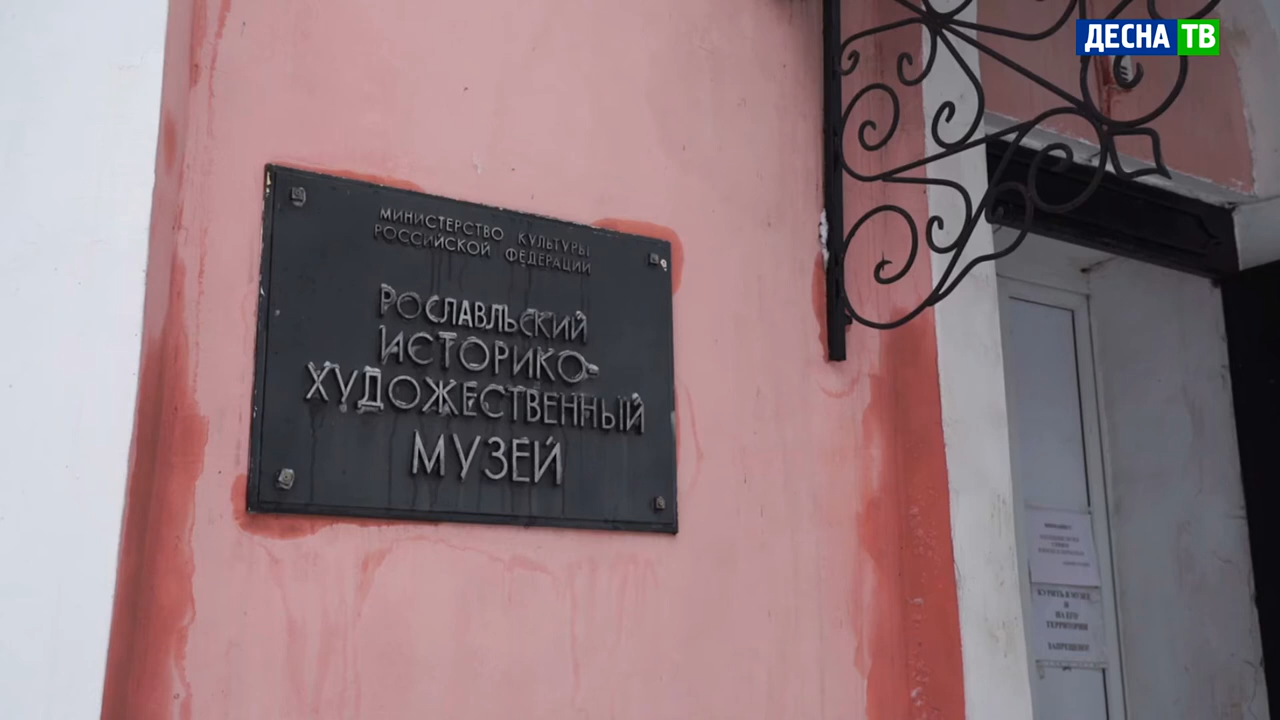 ДЕСНА ТВ
МИНИСТЕРСТВО КУЛЬТУРЫ
РОССИЙСКОЙ ФЕДЕРАЦИИ
РОСЛАВЛЬСКИЙ
ИСТОРИКО-
ХУДОЖЕСТВЕННЫЙ
МУЗЕЙ
КУРИТЬ В МУЗЕЕ
И
НА ЕГО
ТЕРРИТОРИИ
ЗАПРЕЩЕНО